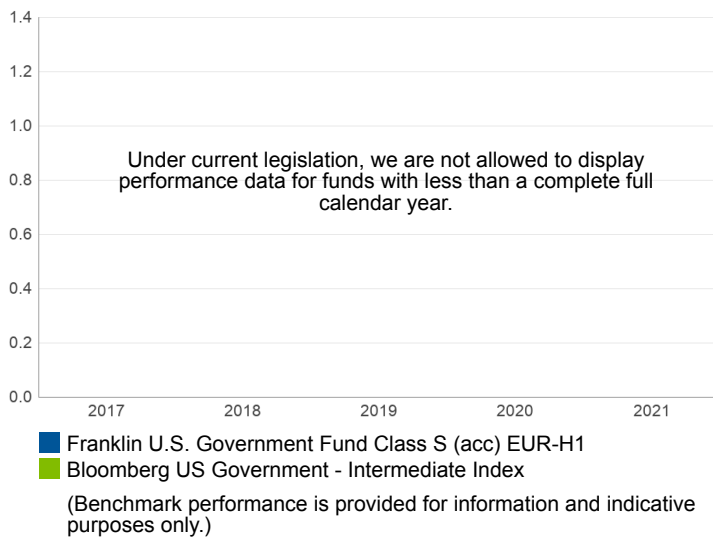 1.4
1.2
1.0
Under current legislation, we are not allowed to display
0.8
performance data for funds with less than a complete full
calendar year.
0.6
0.4
0.2
0.0
2017 2018 2019 2020 2021
Franklin U.S. Government Fund Class S (acc) EUR-H1
Bloomberg US Government - Intermediate Index
(Benchmark performance is provided for information and indicative
purposes only.)